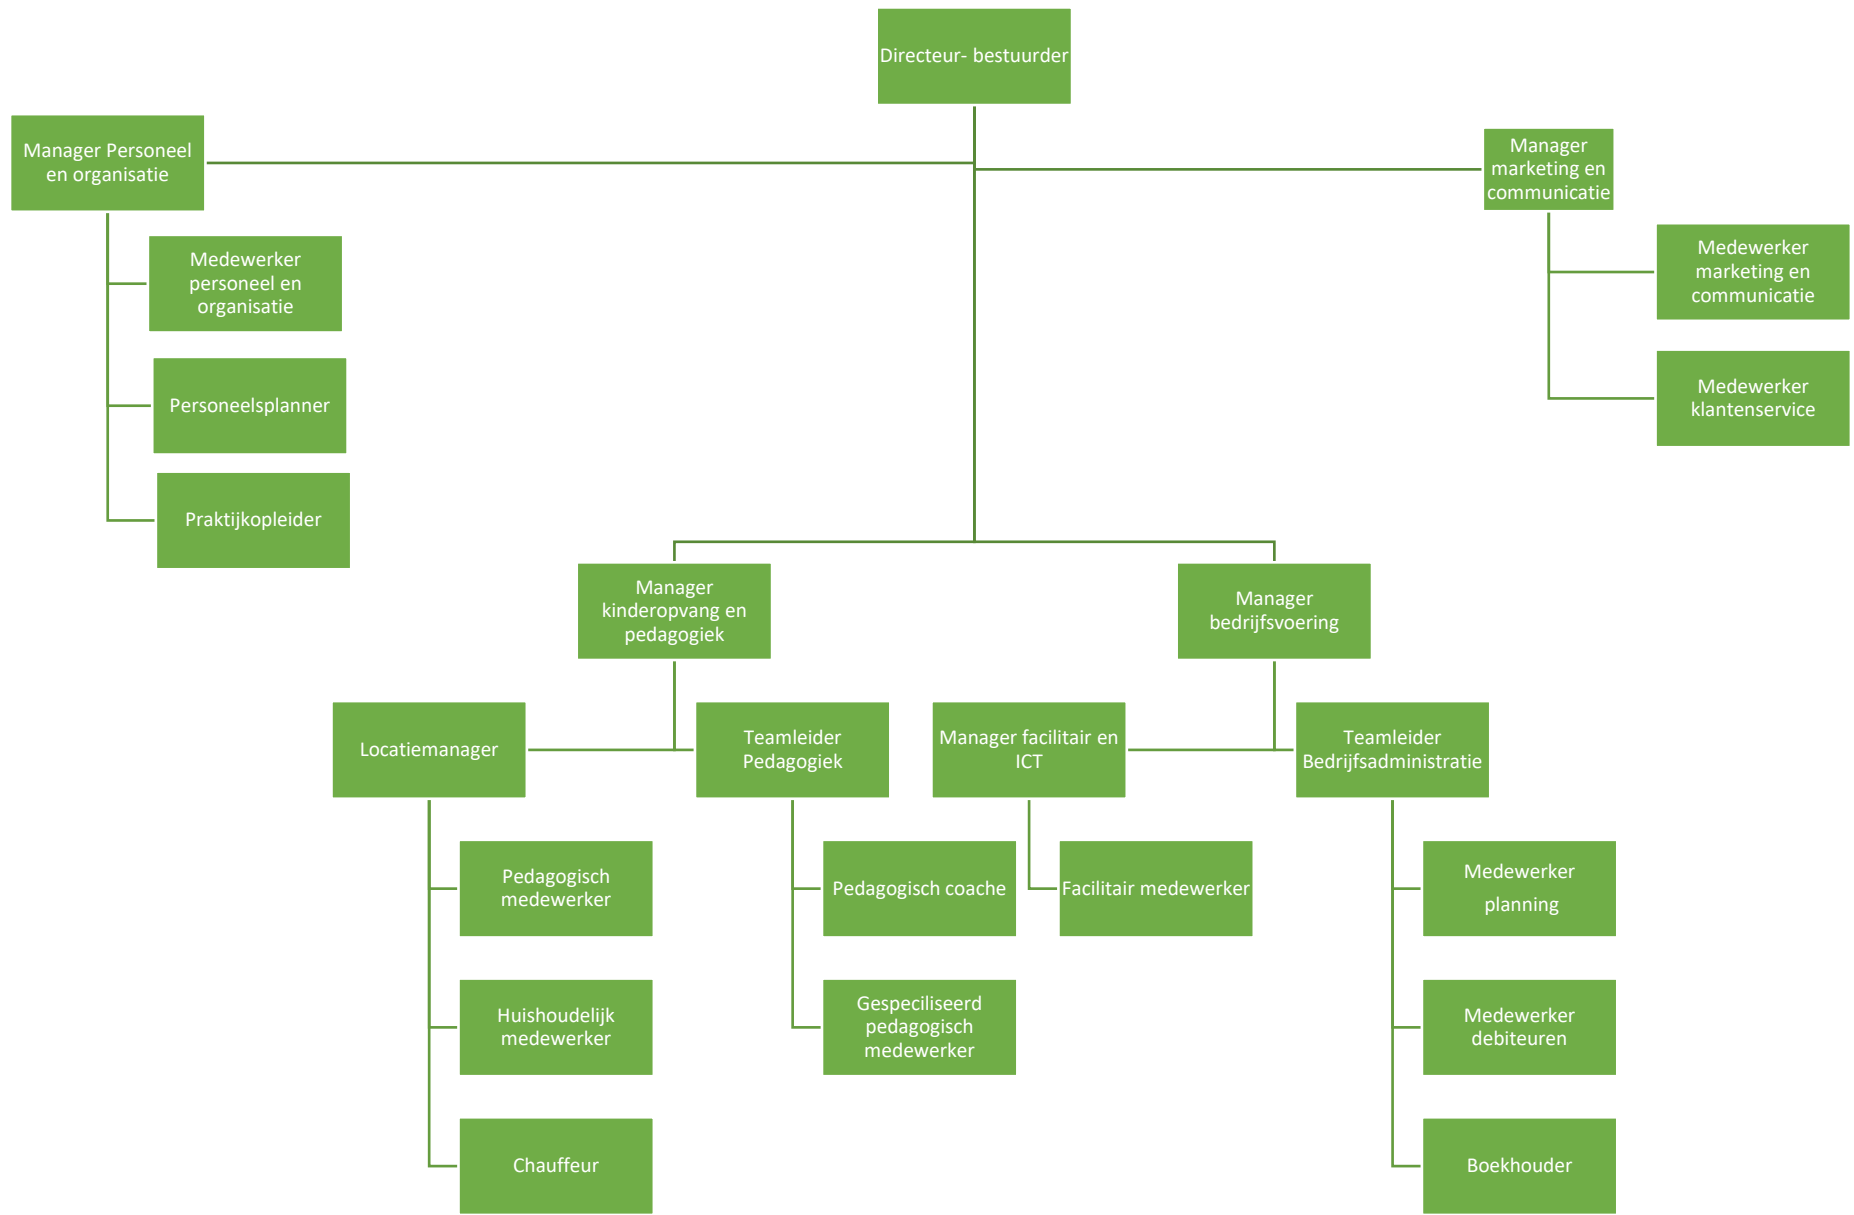 Directeur- bestuurder
Manager Personeel
en organisatie
Manager
marketing en
communicatie
Medewerker
personeel en
organisatie
Medewerker
marketing en
communicatie
Personeelsplanner
Medewerker
klantenservice
Praktijkopleider
Manager
kinderopvang en
pedagogiek
Manager
bedrijfsvoering
Locatiemanager
Teamleider
Pedagogiek
Manager facilitair en
ICT
Teamleider
Bedrijfsadministratie
Pedagogisch
medewerker
Pedagogisch coache
Facilitair medewerker
Medewerker
planning
Huishoudelijk
medewerker
Gespeciliseerd
pedagogisch
medewerker
Medewerker
debiteuren
Chauffeur
Boekhouder